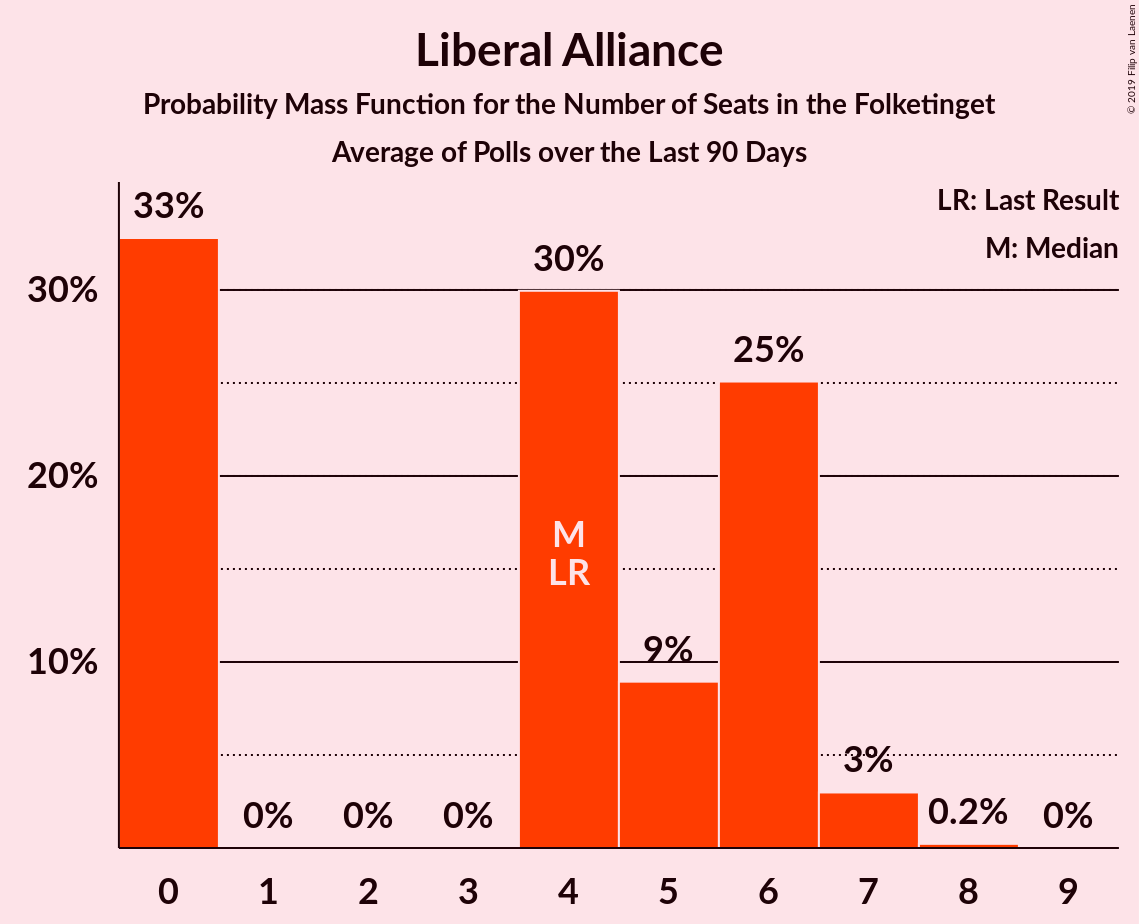 Liberal Alliance
Probability Mass Function for the Number of Seats in the Folketinget
Average of Polls over the Last 90 Days
© 2019 Filip van Laenen
LR: Last Result
M: Median
33%
30%
30%
25%
20%
M
LR
10%
9%
3%
0%
0%
0%
0.2%
0%
0
1
2
3
4
5
6
7
8
9